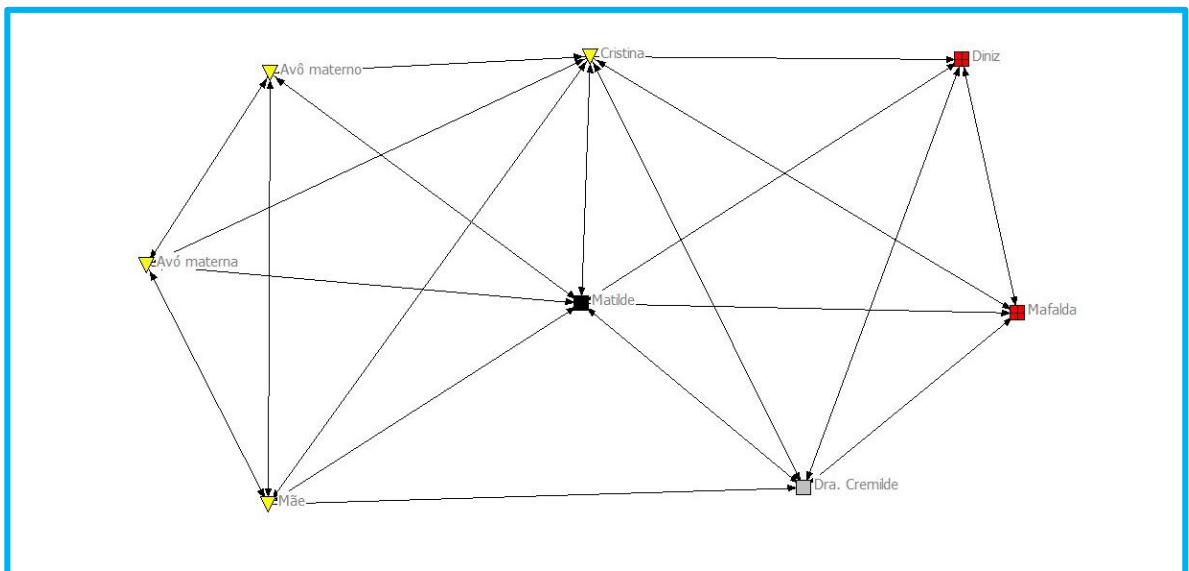 Cristina
Diniz
Avô materno
Avó materna
Matilde
Mafalda
Dra. Cremilde
Mãe